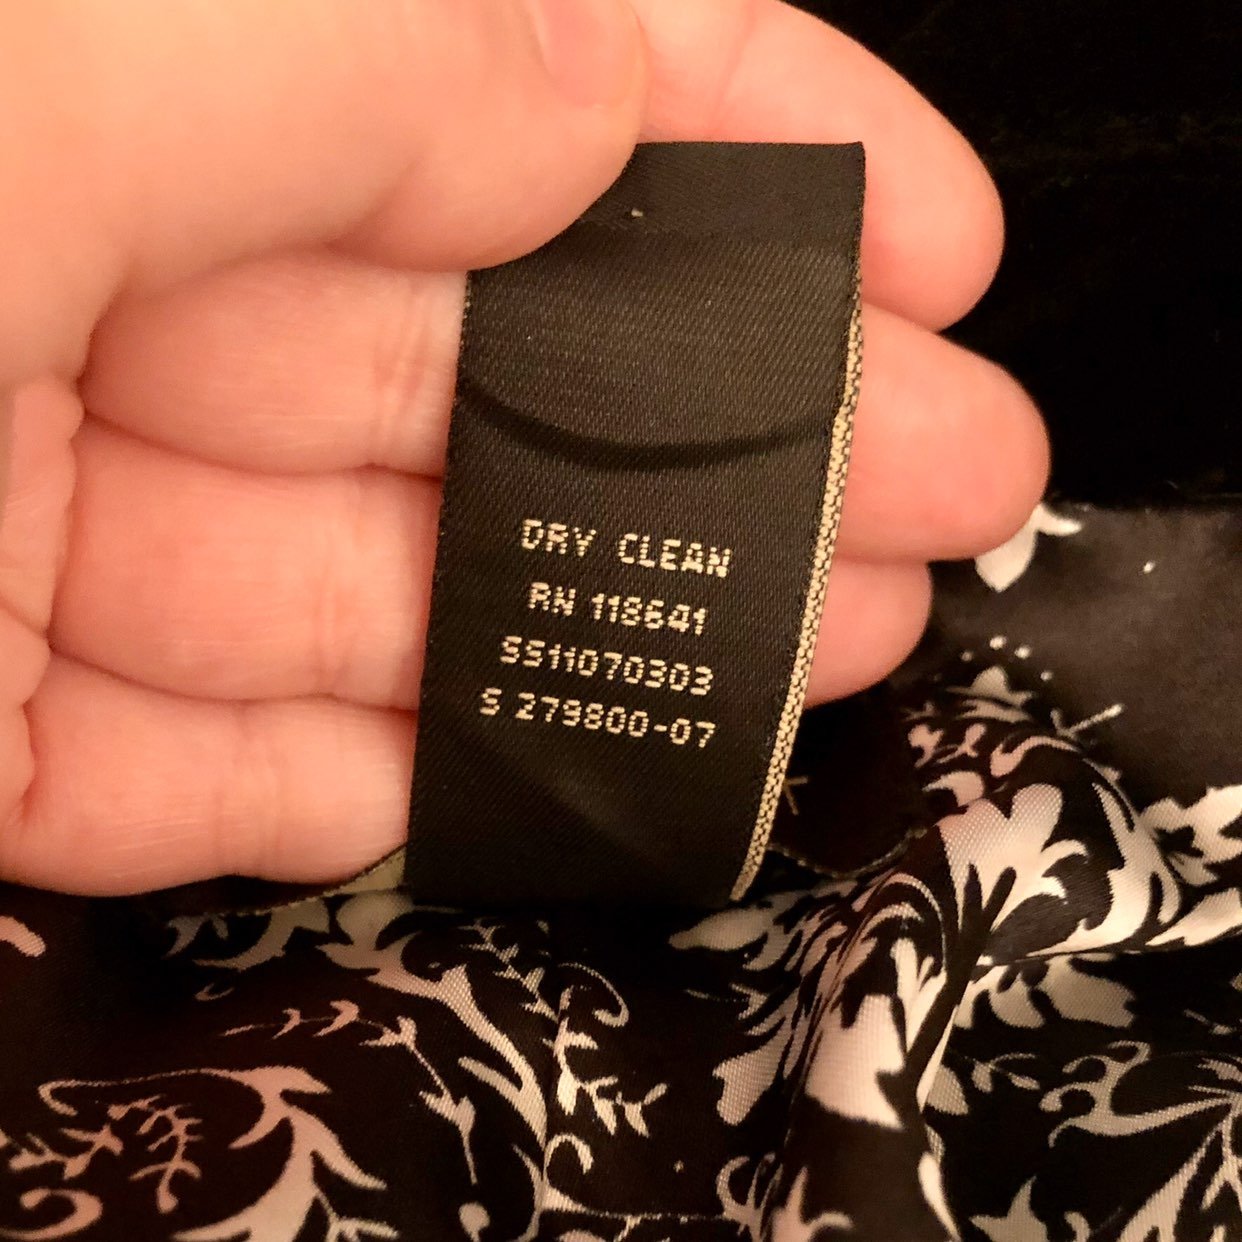 DRY CLEAN
RN 118641
SS11070303
S 279800-07